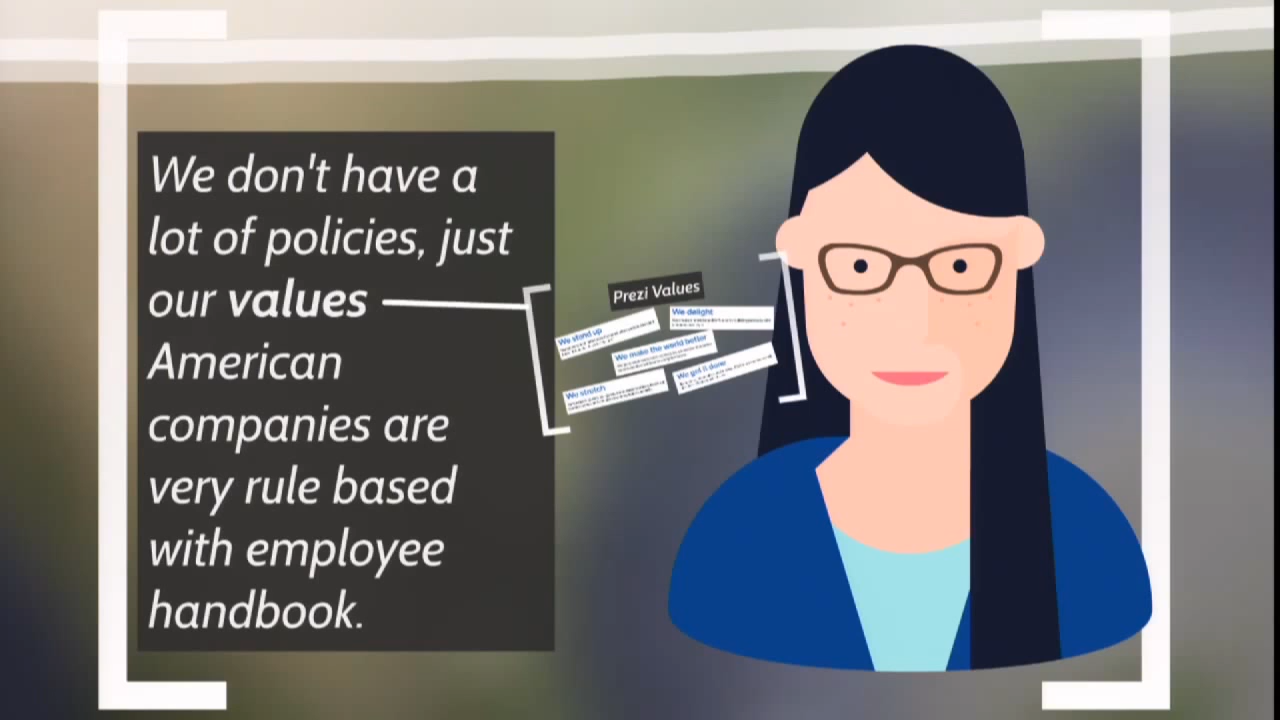 We don't have a
lot of policies, just
our values
American
companies are
very rule based
with employee
handbook.
Prezi Values
We stand up
We delight
We make the world better
We stretch
We get it done